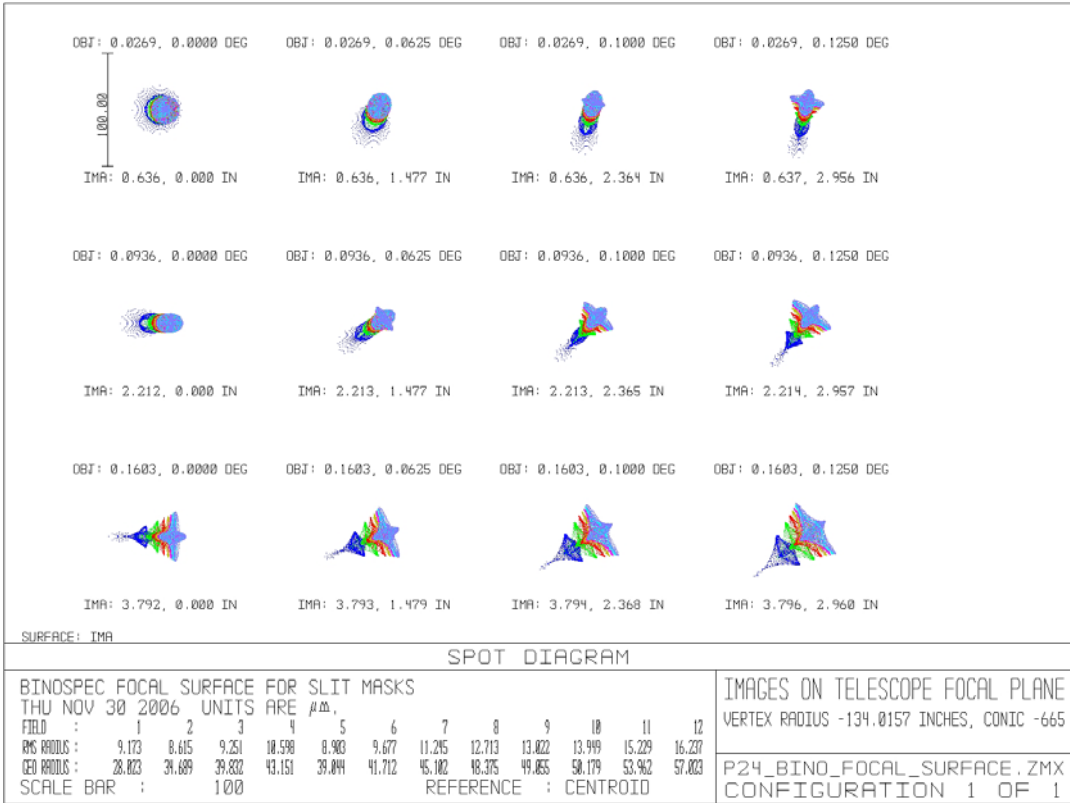 OBJ: 0.0269, 0.0000 DEG OBJ: 0.0269, 0.0625 DEG OBJ: 0.0269, 0.1000 DEG OBJ: 0.0269, 0.1250 DEG
100.00
IMA: 0.636, 0.000 IN IMA: 0.636, 1.477 IN IMA: 0.636, 2.364 IN IMA: 0.637, 2.956 IN
OBJ: 0.0936, 0.0000 DEG OBJ: 0.0936, 0.0625 DEG OBJ: 0.0936, 0.1000 DEG OBJ: 0.0936, 0.1250 DEG
IMA: 2.212, 0.000 IN IMA: 2.213, 1.477 IN IMA: 2.213, 2.365 IN IMA: 2.214, 2.957 IN
OBJ: 0.1603, 0.0000 DEG OBJ: 0.1603, 0.0625 DEG OBJ: 0.1603, 0.1000 DEG OBJ: 0.1603, 0.1250 DEG
IMA: 3.792, 0.000 IN IMA: 3.793, 1.479 IN IMA: 3.794, 2.368 IN IMA: 3.796, 2.960 IN
SURFACE: IMA
SPOT DIAGRAM
BINOSPEC FOCAL SURFACE FOR SLIT MASKS
THU NOV 30 2006 UNITS ARE µm.
FIELD : 1 2 3 4 5 6 7 8 9 10 11 12
RMS RADIUS : 9.173 8.615 9.251 10.598 8.903 9.677 11.245 12.713 13.022 13.949 15.229 16.237
GEO RADIUS : 28.023 34.689 39.832 43.151 39.044 41.712 45.102 48.375 49.055 50.179 53.962 57.023
SCALE BAR : 100 REFERENCE : CENTROID
IMAGES ON TELESCOPE FOCAL PLANE
VERTEX RADIUS -134.0157 INCHES, CONIC -665
P24_BINO_FOCAL_SURFACE.ZMX
CONFIGURATION 1 OF 1